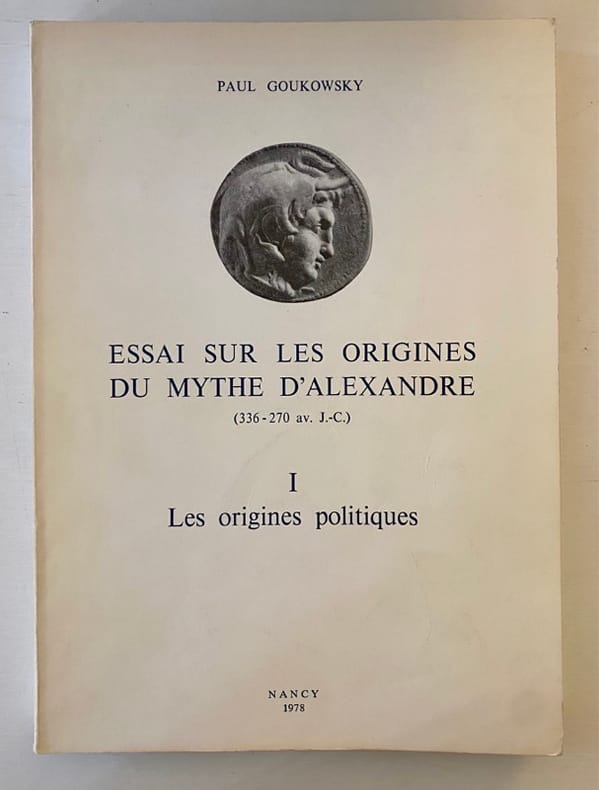 PAUL GOUKOWSKY
ESSAI SUR LES ORIGINES
DU MYTHE D'ALEXANDRE
(336-270 av. J.-C.)
I
Les origines politiques
NANCY
1978